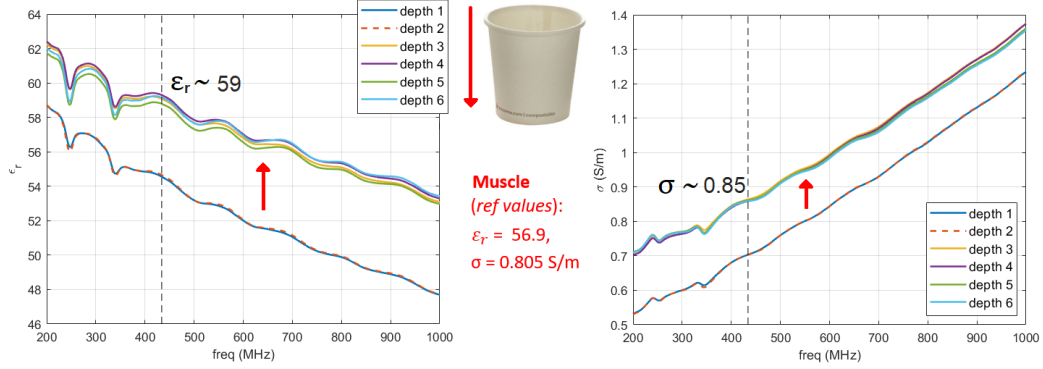 64
62
60
58
56
54
52
50
48
46
200 300 400 500 600 700 800 900 1000
freq (MHz)
ϵr
εr ~ 59
depth 1
depth 2
depth 3
depth 4
depth 5
depth 6
Muscle
(ref values):
εr = 56.9,
σ = 0.805 S/m
1.4
1.3
1.2
1.1
1
0.9
0.8
0.7
0.6
0.5
200 300 400 500 600 700 800 900 1000
freq (MHz)
σ (S/m)
σ ~ 0.85
depth 1
depth 2
depth 3
depth 4
depth 5
depth 6